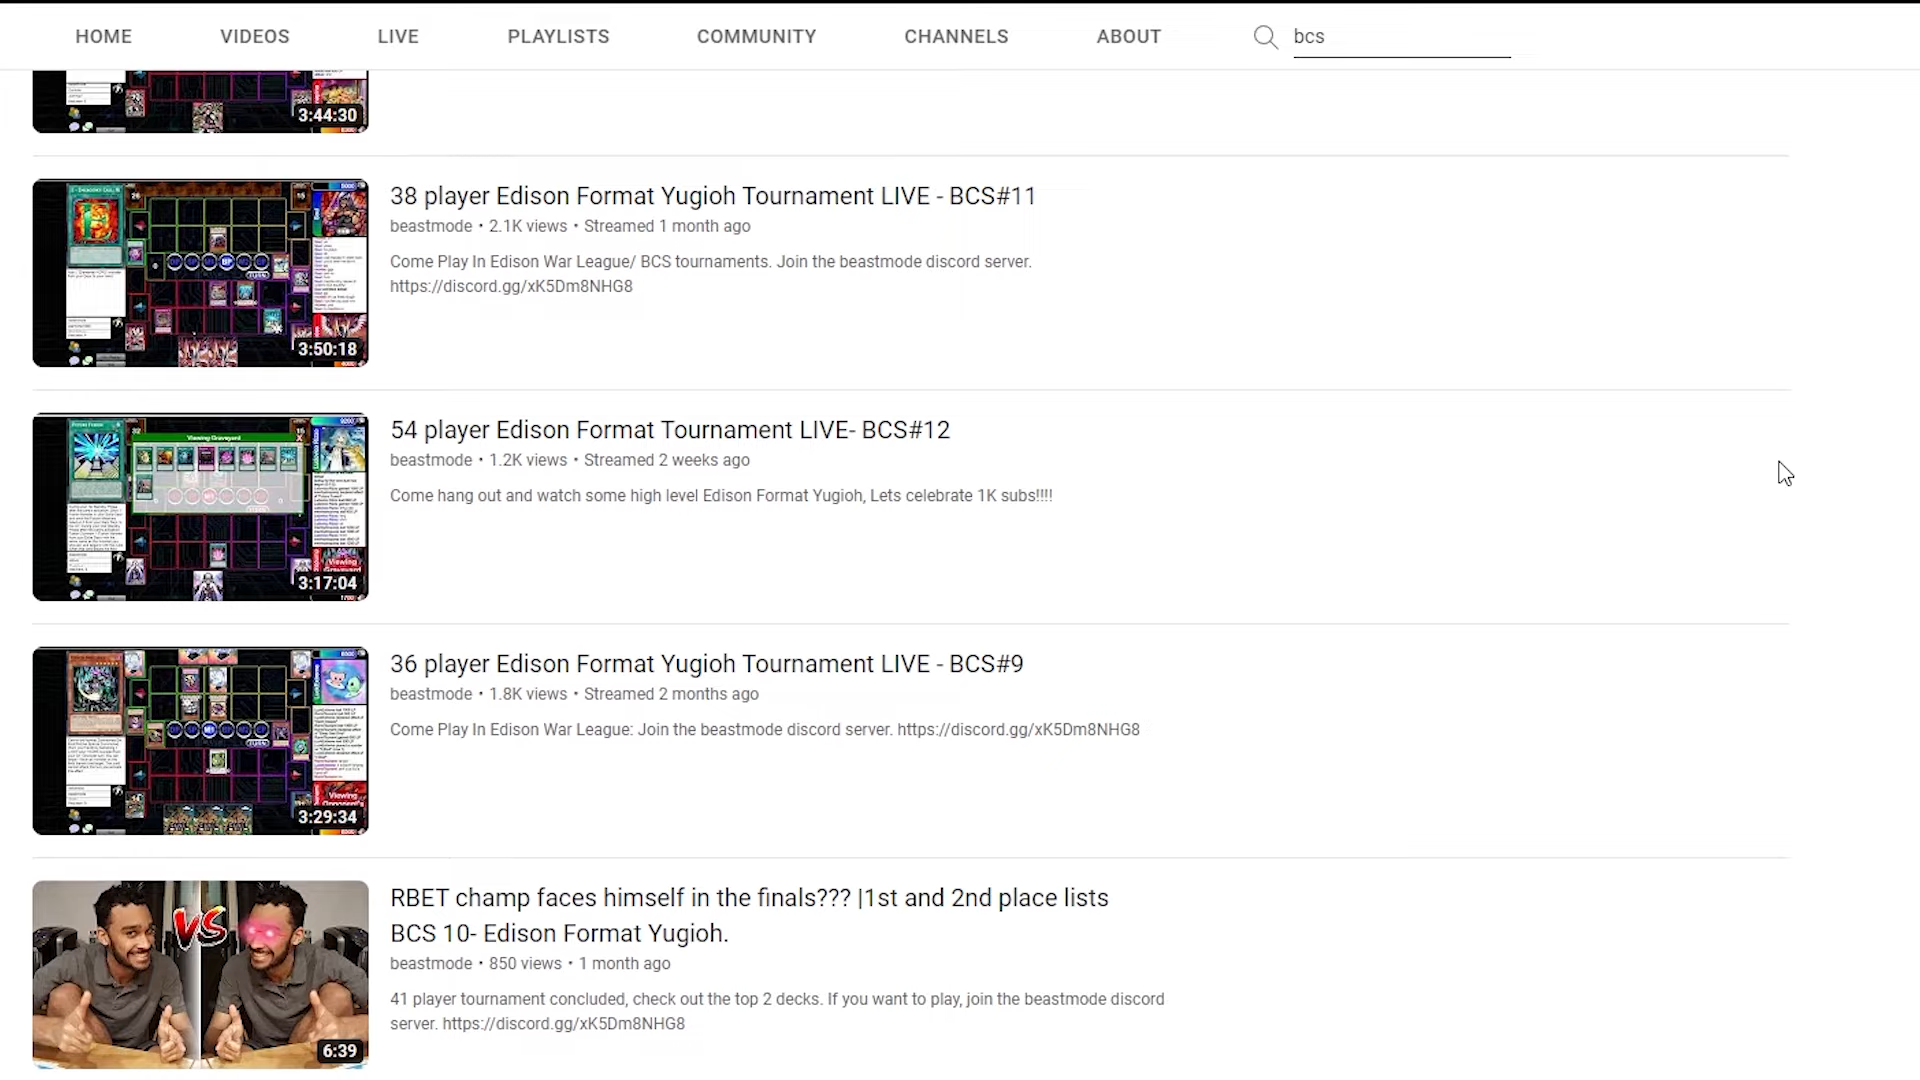 HOME VIDEOS LIVE PLAYLISTS COMMUNITY CHANNELS ABOUT bcs
3:44:30
38 player Edison Format Yugioh Tournament LIVE - BCS#11
beastmode • 2.1K views • Streamed 1 month ago
Come Play In Edison War League/ BCS tournaments. Join the beastmode discord server.
https://discord.gg/xK5Dm8NHG8
3:50:18
54 player Edison Format Tournament LIVE- BCS#12
beastmode • 1.2K views • Streamed 2 weeks ago
Come hang out and watch some high level Edison Format Yugioh, Lets celebrate 1K subs!!!!
Viewing Graveyard
3:17:04
36 player Edison Format Yugioh Tournament LIVE - BCS#9
beastmode • 1.8K views • Streamed 2 months ago
Come Play In Edison War League: Join the beastmode discord server. https://discord.gg/xK5Dm8NHG8
Viewing
3:29:34
RBET champ faces himself in the finals??? |1st and 2nd place lists
BCS 10- Edison Format Yugioh.
beastmode • 850 views • 1 month ago
41 player tournament concluded, check out the top 2 decks. If you want to play, join the beastmode discord
server. https://discord.gg/xK5Dm8NHG8
VS
6:39